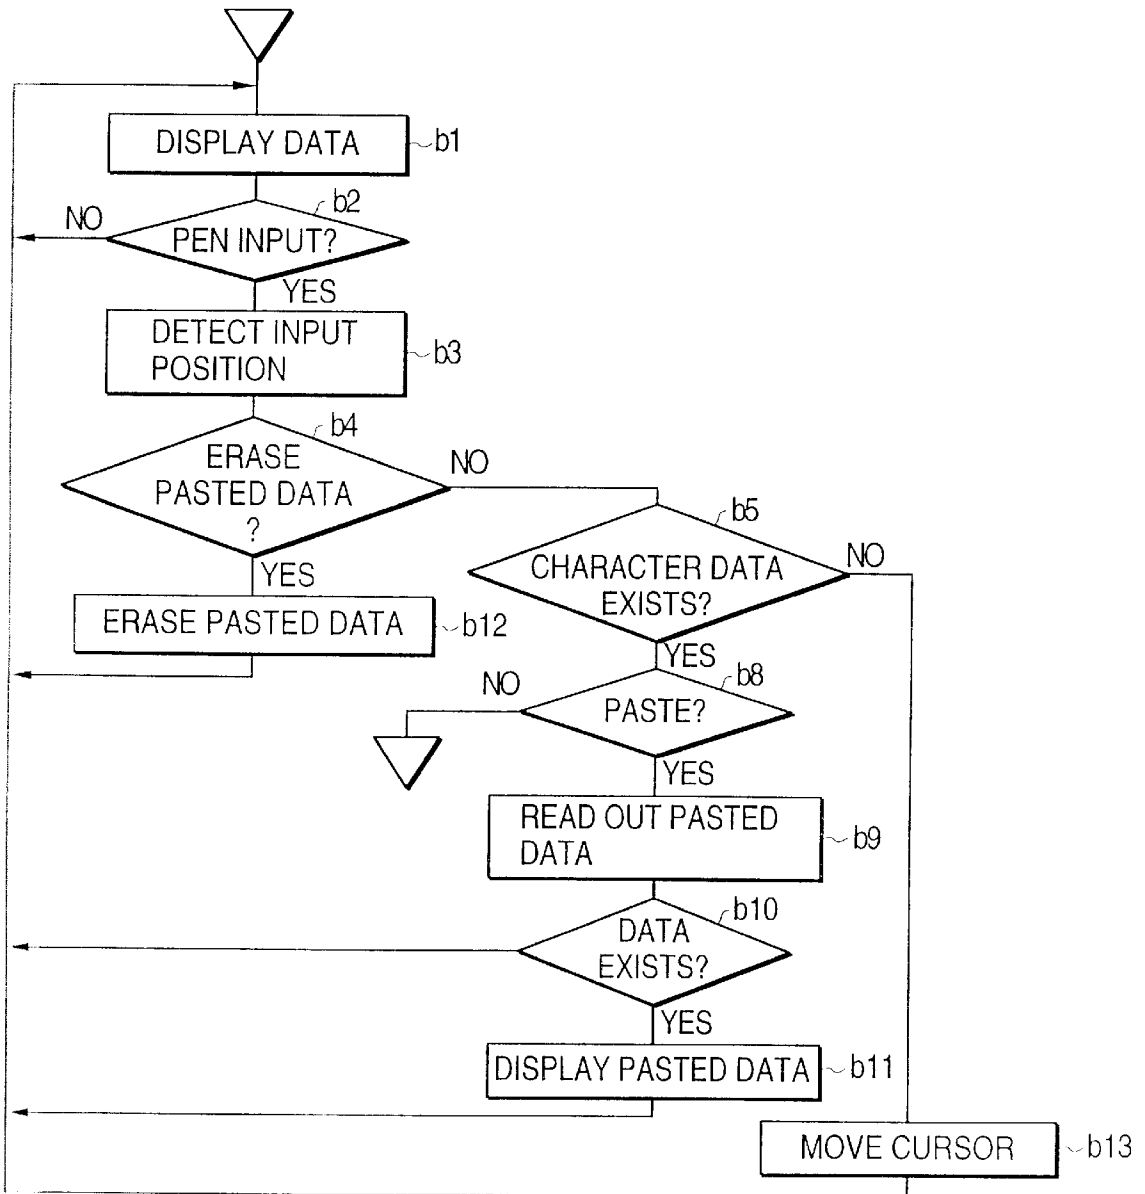 DISPLAY DATA
b1
b2
NO
PEN INPUT?
YES
DETECT INPUT
POSITION
b3
b4
ERASE
PASTED DATA
?
NO
YES
b5
CHARACTER DATA
EXISTS?
NO
YES
ERASE PASTED DATA
b12
b8
NO
PASTE?
YES
READ OUT PASTED
DATA
b9
b10
DATA
EXISTS?
YES
DISPLAY PASTED DATA
b11
MOVE CURSOR
b13